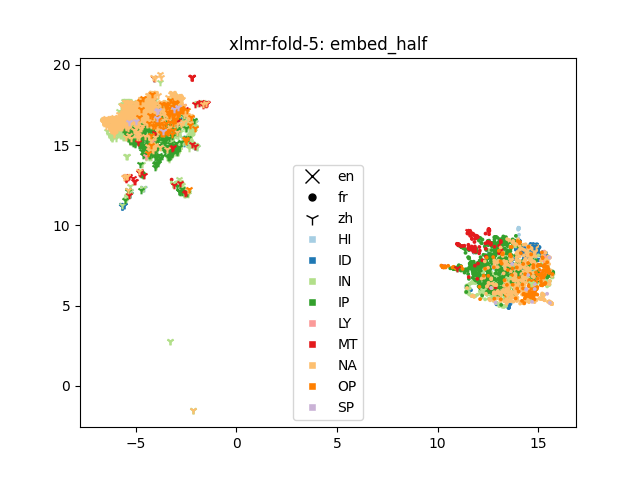 xlmr-fold-5: embed_half
20
15
10
5
0
−5
0
5
10
15
en
fr
zh
HI
ID
IN
IP
LY
MT
NA
OP
SP